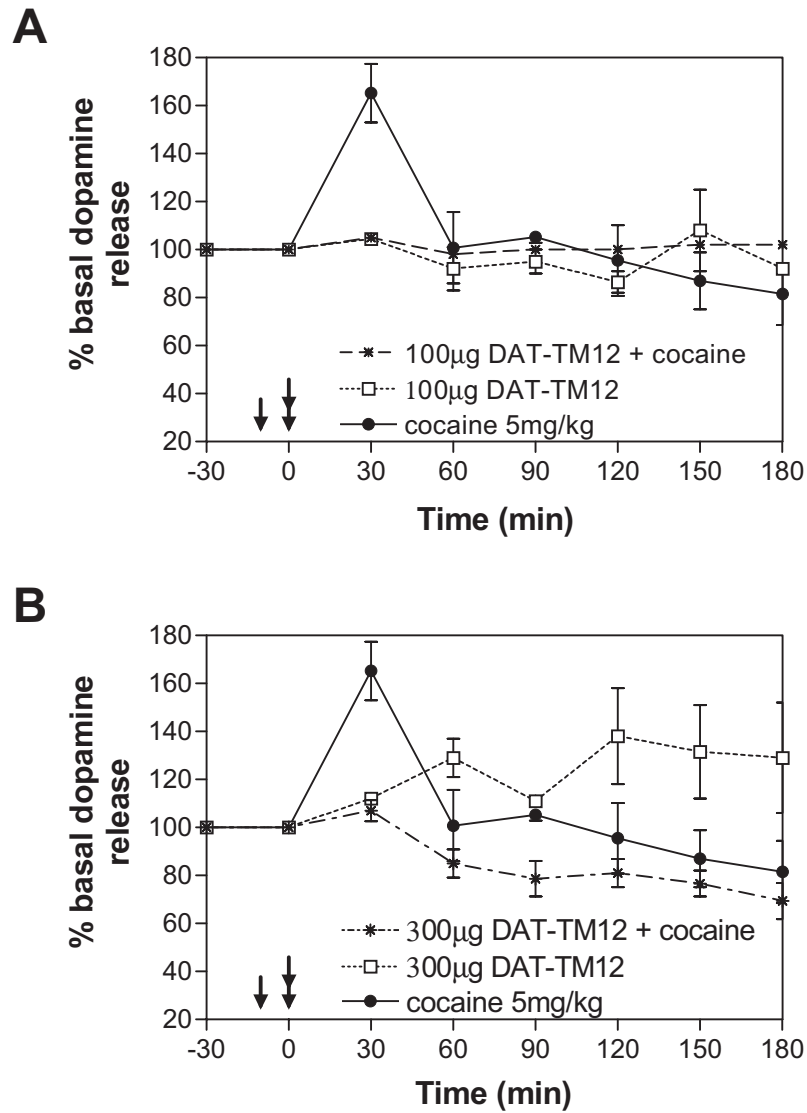 A
% basal dopamine
release
180
160
140
120
100
80
60
40
20
100μg DAT-TM12 + cocaine
100μg DAT-TM12
cocaine 5mg/kg
-30 0 30 60 90 120 150 180
Time (min)
B
% basal dopamine
release
180
160
140
120
100
80
60
40
20
300μg DAT-TM12 + cocaine
300μg DAT-TM12
cocaine 5mg/kg
-30 0 30 60 90 120 150 180
Time (min)